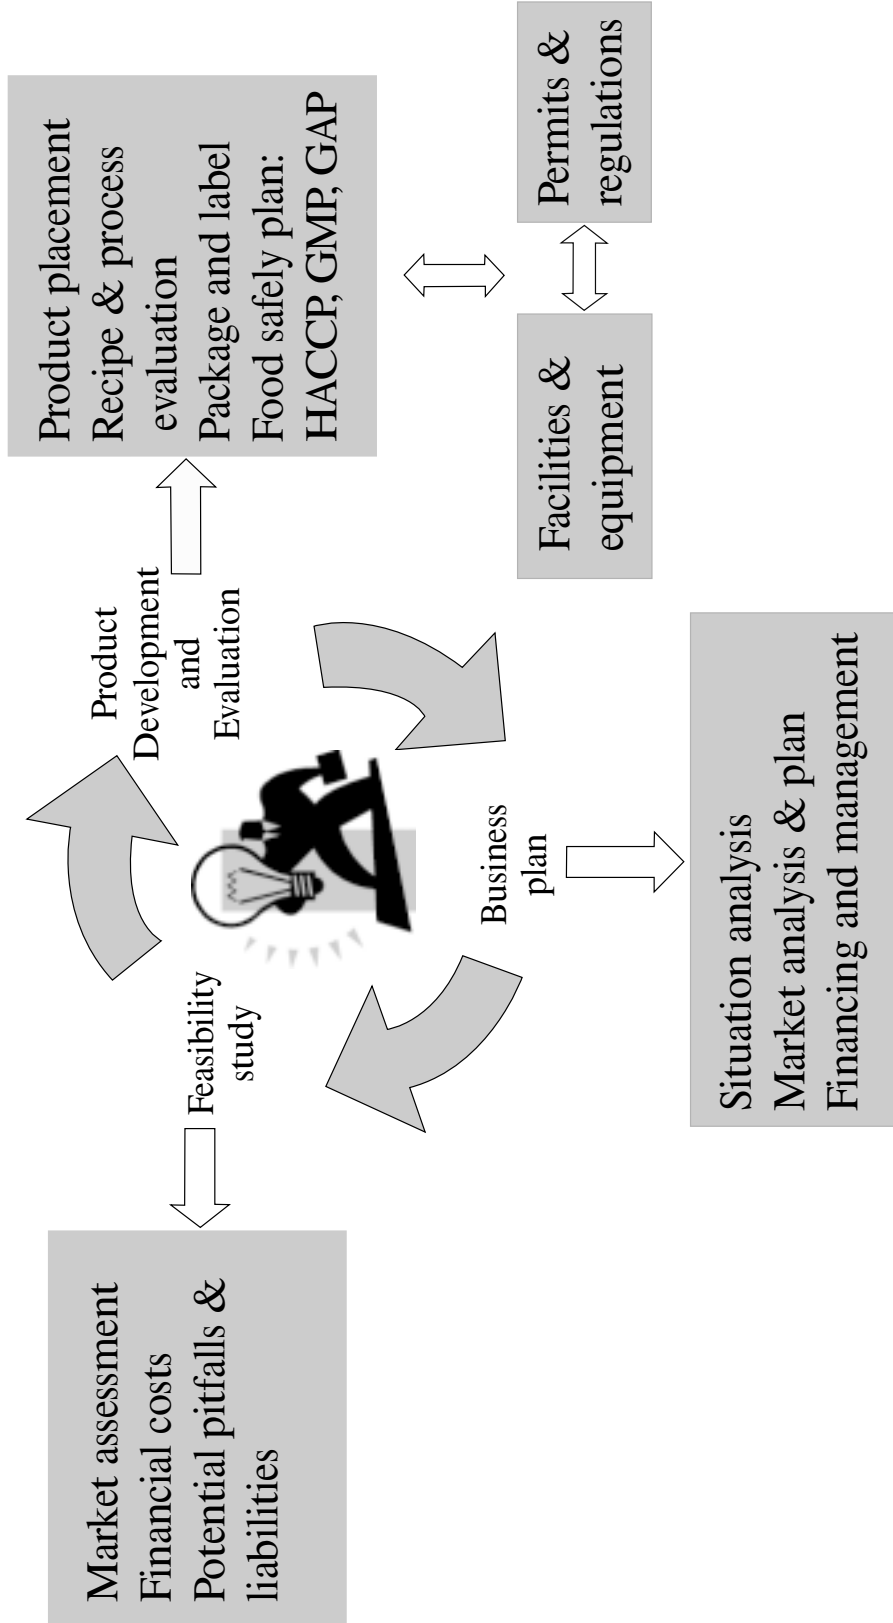 Market assessment
Financial costs
Potential pitfalls &
liabilities
Feasibility
study
Product
Development
and
Evaluation
Product placement
Recipe & process
evaluation
Package and label
Food safely plan:
HACCP, GMP, GAP
Business
plan
Facilities &
equipment
Permits &
regulations
Situation analysis
Market analysis & plan
Financing and management